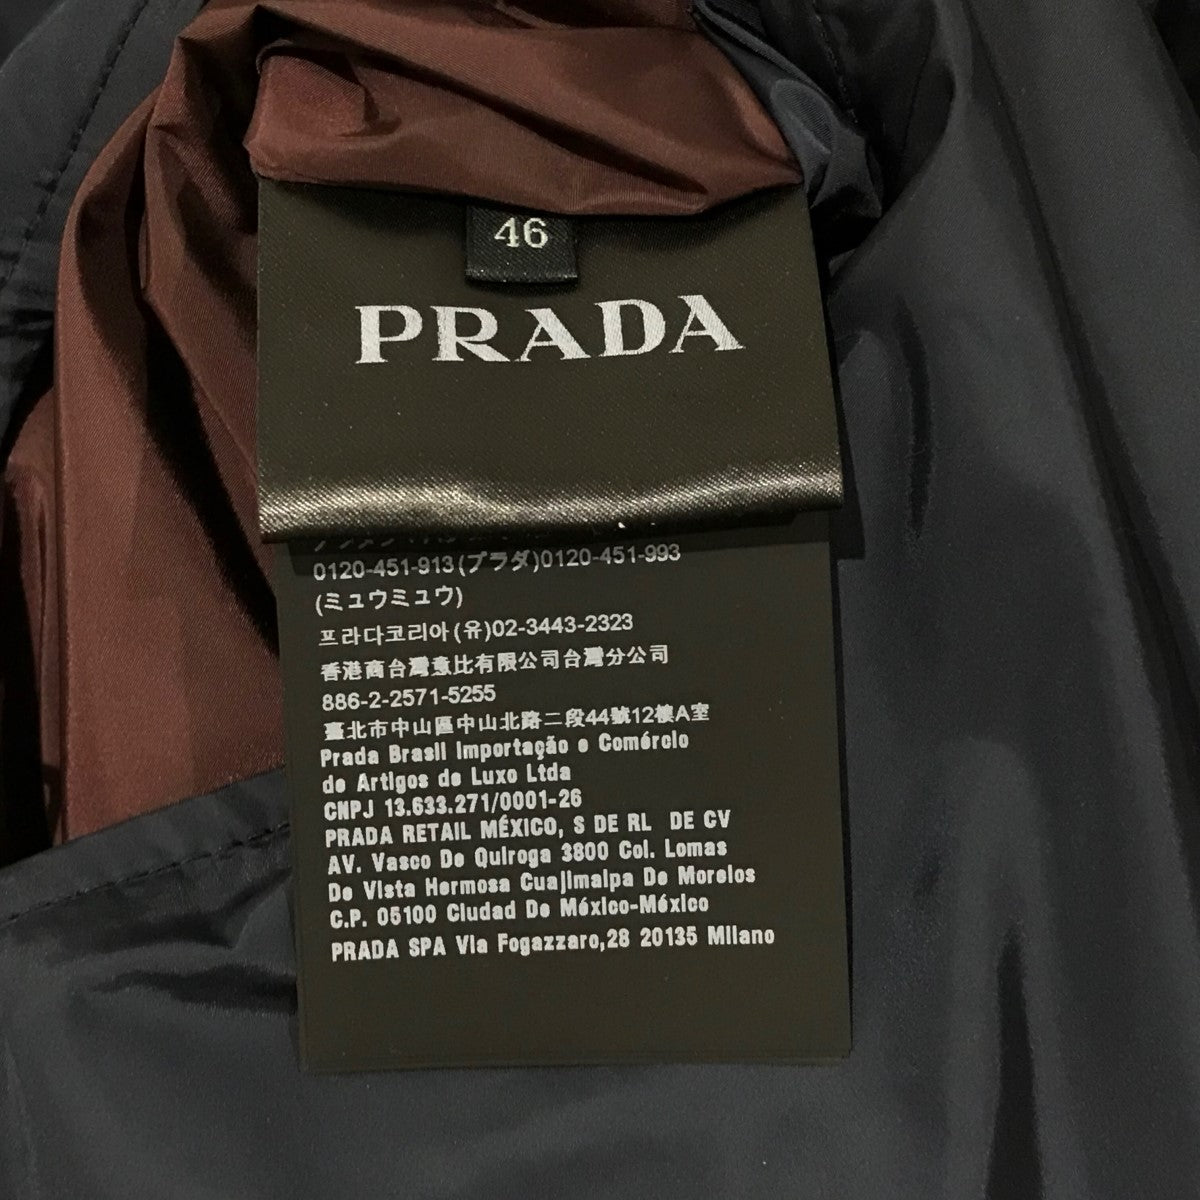 46
PRADA
0120-451-913(プラダ)0120-451-993
(ミュウミュウ)
프라다코리아(유)02-3443-2323
香港商台灣意比有限公司台灣分公司
886-2-2571-5255
臺北市中山區中山北路二段44號12樓A室
Prada Brasil Importação e Comércio
de Artigos de Luxo Ltda
CNPJ 13.633.271/0001-26
PRADA RETAIL MÉXICO, S DE RL DE CV
AV. Vasco De Quiroga 3800 Col. Lomas
De Vista Hermosa Cuajimalpa De Morelos
C.P. 05100 Ciudad De México-México
PRADA SPA Via Fogazzaro,28 20135 Milano